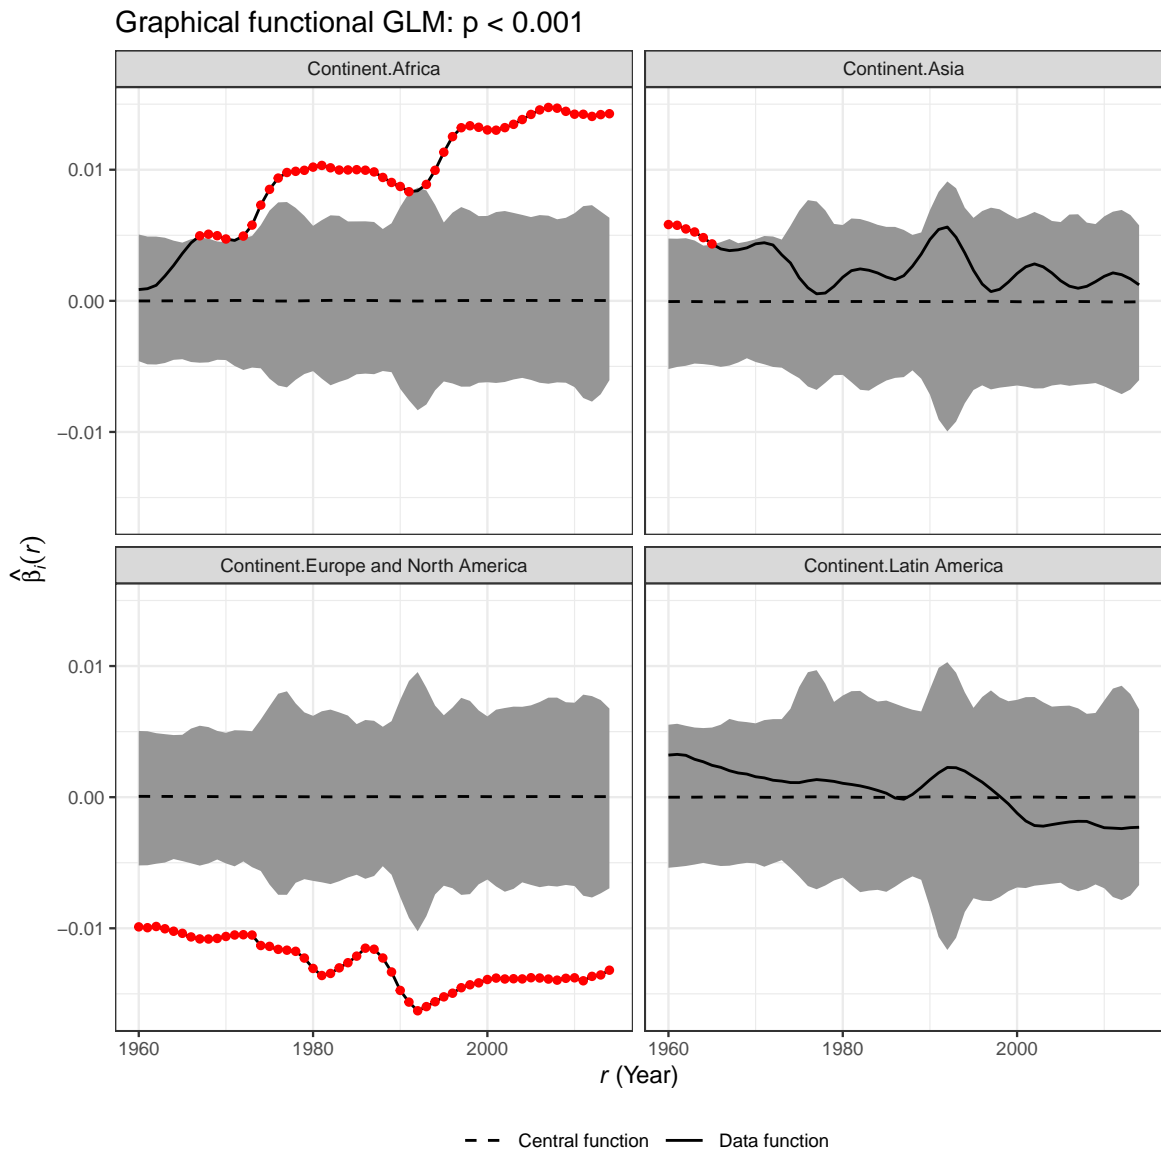 Graphical functional GLM: p < 0.001
Continent.Africa
Continent.Asia
0.01
0.00
−0.01
Continent.Europe and North America
Continent.Latin America
0.01
0.00
−0.01
β̂ᵢ(r)
1960
1980
2000
1960
1980
2000
r (Year)
Central function
Data function